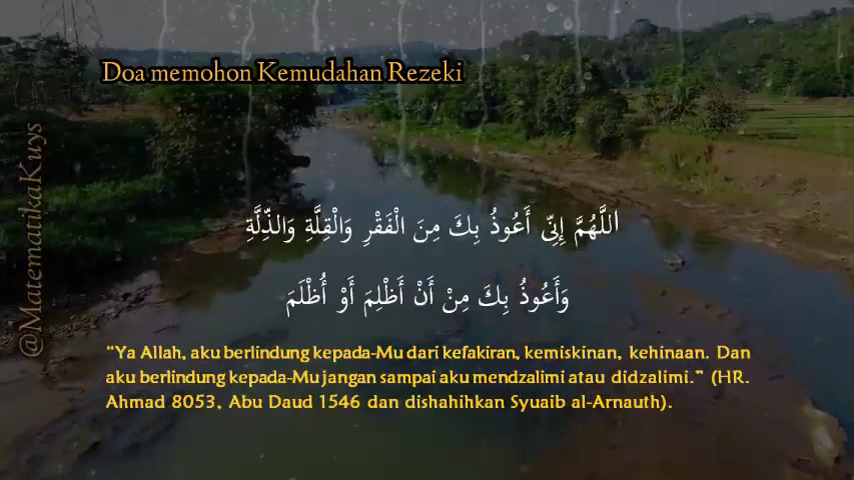 Doa memohon Kemudahan Rezeki
@MatematikaKuys
اللَّهُمَّ إِنِّى أَعُوذُ بِكَ مِنَ الْفَقْرِ وَالْقِلَّةِ وَالذِّلَّةِ
وَأَعُوذُ بِكَ مِنْ أَنْ أَظْلِمَ أَوْ أُظْلَمَ
“Ya Allah, aku berlindung kepada-Mu dari kefakiran, kemiskinan, kehinaan. Dan
aku berlindung kepada-Mu jangan sampai aku mendzalimi atau didzalimi.” (HR.
Ahmad 8053, Abu Daud 1546 dan dishahihkan Syuaib al-Arnauth).